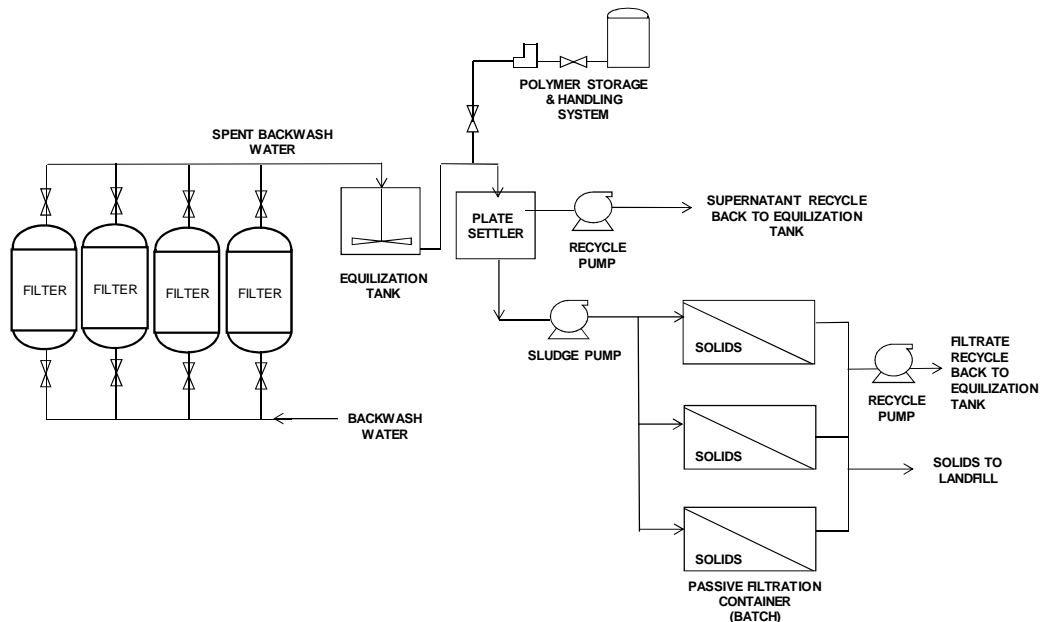 POLYMER STORAGE
& HANDLING
SYSTEM
SPENT BACKWASH
WATER
FILTER
FILTER
FILTER
FILTER
EQUILIZATION
TANK
PLATE
SETTLER
RECYCLE
PUMP
SUPERNATANT RECYCLE
BACK TO EQUILIZATION
TANK
BACKWASH
WATER
SLUDGE PUMP
SOLIDS
SOLIDS
SOLIDS
RECYCLE
PUMP
FILTRATE
RECYCLE
BACK TO
EQUILIZATION
TANK
SOLIDS TO
LANDFILL
PASSIVE FILTRATION
CONTAINER
(BATCH)